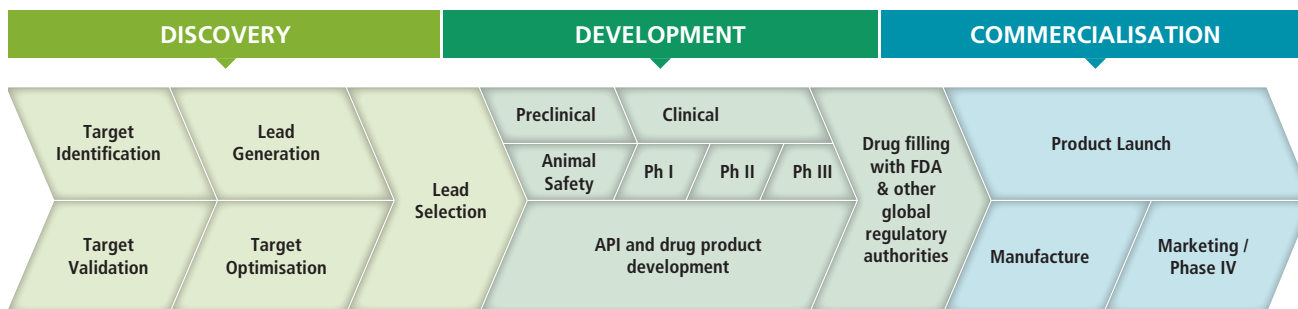 DISCOVERY
DEVELOPMENT
COMMERCIALISATION
Target
Identification
Lead
Generation
Target
Validation
Target
Optimisation
Lead
Selection
Preclinical
Clinical
Animal
Safety
Ph I
Ph II
Ph III
API and drug product
development
Drug filling
with FDA
& other
global
regulatory
authorities
Product Launch
Manufacture
Marketing /
Phase IV